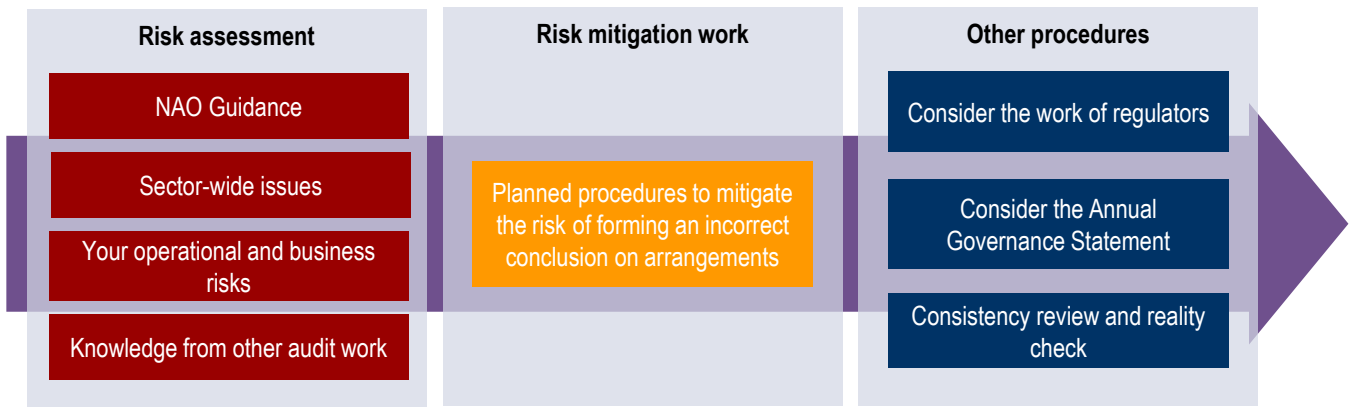 Risk assessment
NAO Guidance
Sector-wide issues
Your operational and business
risks
Knowledge from other audit work
Risk mitigation work
Planned procedures to mitigate
the risk of forming an incorrect
conclusion on arrangements
Other procedures
Consider the work of regulators
Consider the Annual
Governance Statement
Consistency review and reality
check